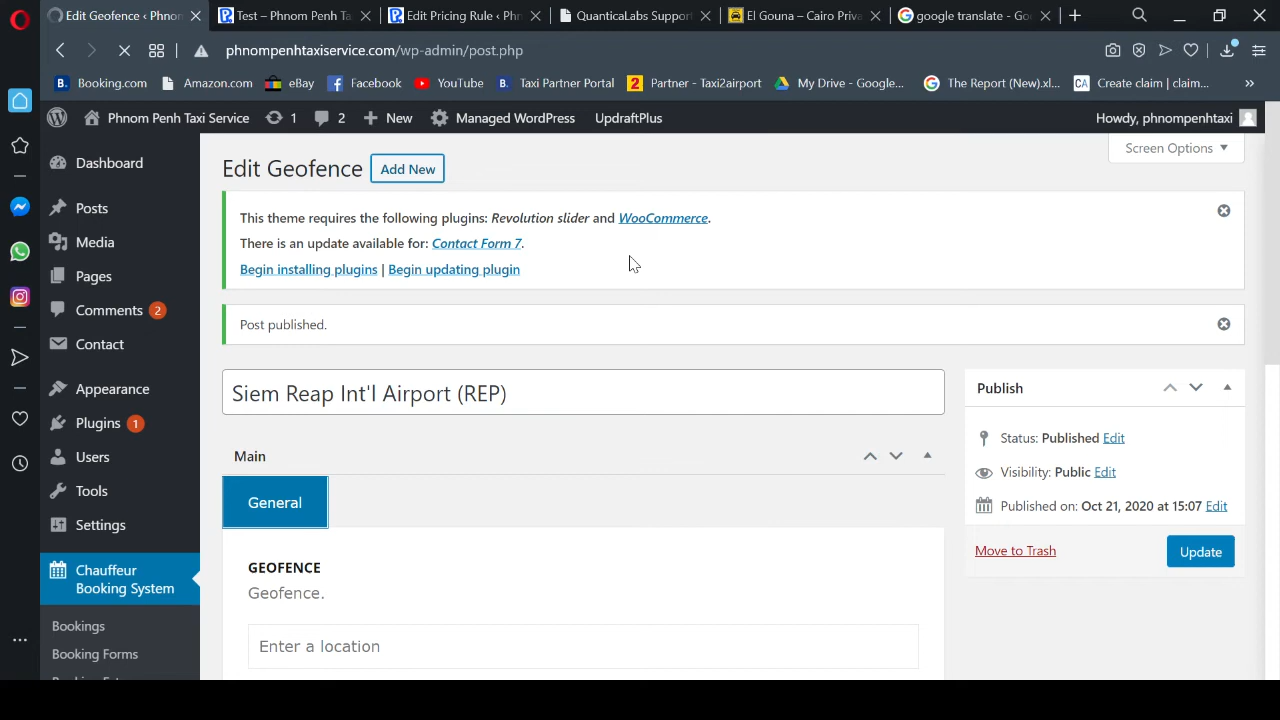 Edit Geofence ‹ Phnon
Test – Phnom Penh Ta
Edit Pricing Rule ‹ Phn
QuanticaLabs Suppor
El Gouna – Cairo Priva
google translate - Go
phnompenhtaxiservice.com/wp-admin/post.php
B. Booking.com
Amazon.com
eBay
Facebook
YouTube
B. Taxi Partner Portal
2 Partner - Taxi2airport
My Drive - Google...
The Report (New).xl...
CA Create claim | claim...
»
Phnom Penh Taxi Service
1
2
New
Managed WordPress
UpdraftPlus
Howdy, phnompenhtaxi
Screen Options
Dashboard
Posts
Media
Pages
Comments 2
Contact
Appearance
Plugins 1
Users
Tools
Settings
Chauffeur
Booking System
Bookings
Booking Forms
Edit Geofence
Add New
This theme requires the following plugins: Revolution slider and WooCommerce.
There is an update available for: Contact Form 7.
Begin installing plugins | Begin updating plugin
Post published.
Siem Reap Int'l Airport (REP)
Main
General
GEOFENCE
Geofence.
Enter a location
Publish
Status: Published Edit
Visibility: Public Edit
Published on: Oct 21, 2020 at 15:07 Edit
Move to Trash
Update